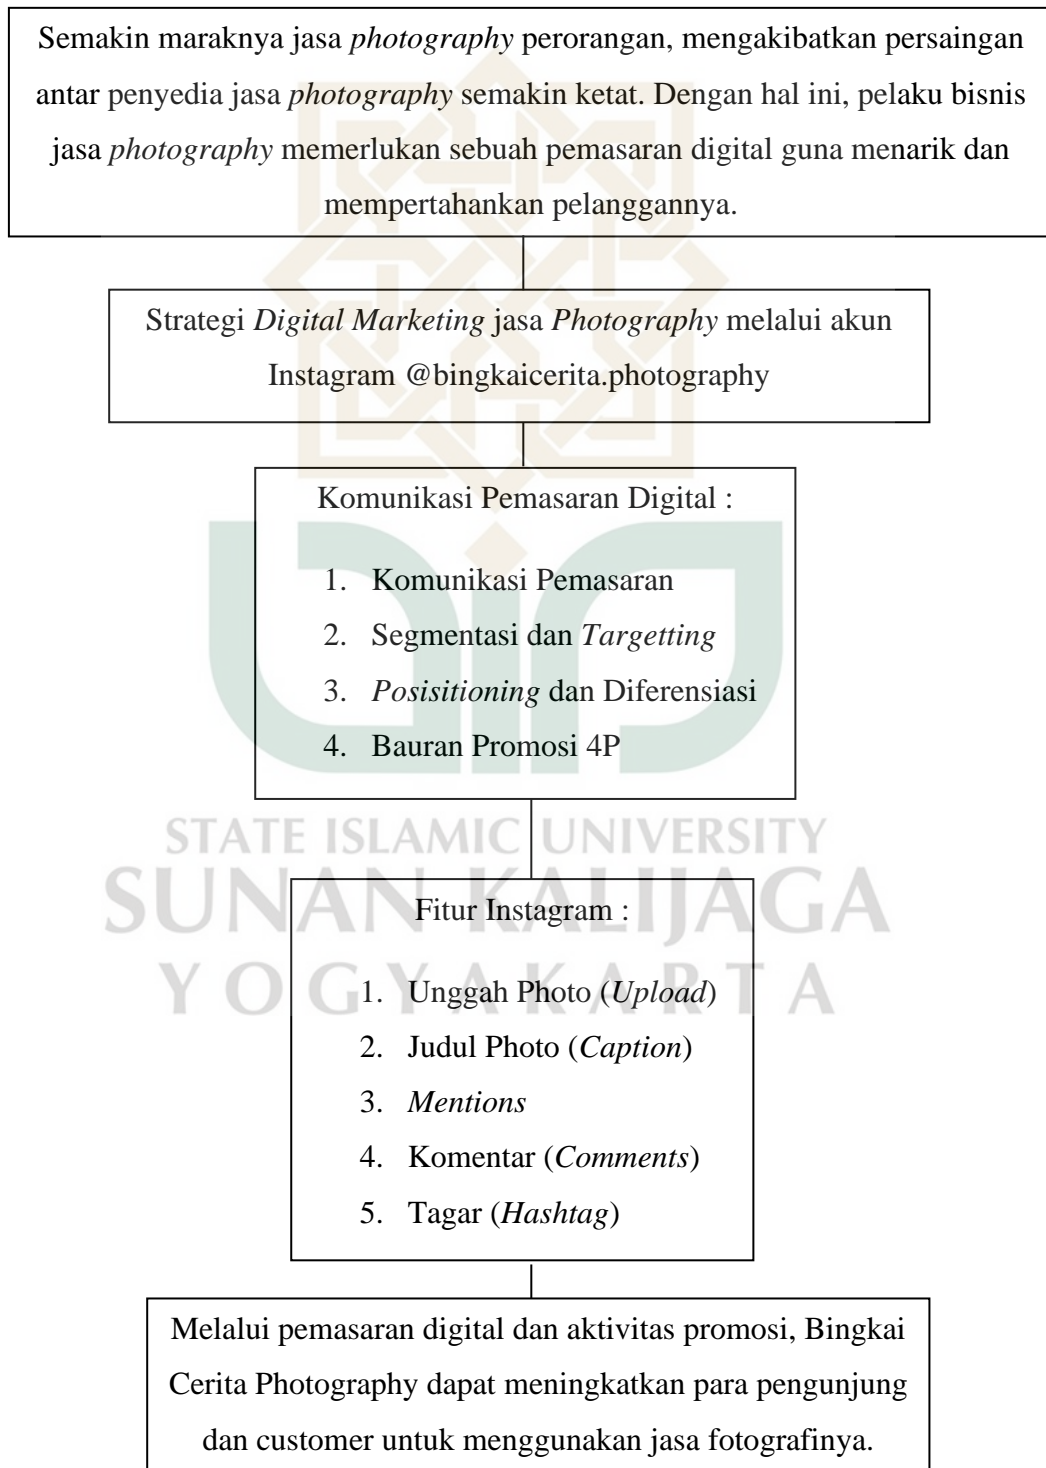 Semakin maraknya jasa photography perorangan, mengakibatkan persaingan
antar penyedia jasa photography semakin ketat. Dengan hal ini, pelaku bisnis
jasa photography memerlukan sebuah pemasaran digital guna menarik dan
mempertahankan pelanggannya.
Strategi Digital Marketing jasa Photography melalui akun
Instagram @bingkaicerita.photography
Komunikasi Pemasaran Digital :
1. Komunikasi Pemasaran
2. Segmentasi dan Targetting
3. Posisitioning dan Diferensiasi
4. Bauran Promosi 4P
STATE ISLAMIC UNIVERSITY
SUNAN KALIJAGA
YOGYAKARTA
Fitur Instagram :
1. Unggah Photo (Upload)
2. Judul Photo (Caption)
3. Mentions
4. Komentar (Comments)
5. Tagar (Hashtag)
Melalui pemasaran digital dan aktivitas promosi, Bingkai
Cerita Photography dapat meningkatkan para pengunjung
dan customer untuk menggunakan jasa fotografinya.